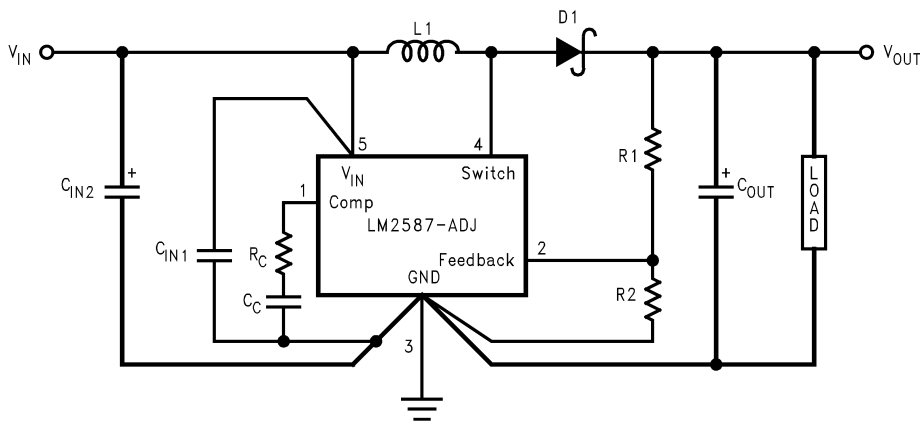 L1
D1
VIN
VOUT
5
4
VIN
Switch
R1
CIN2
+
1
Comp
+
COUT
LOAD
LM2587-ADJ
CIN1
RC
Feedback
2
GND
CC
R2
3